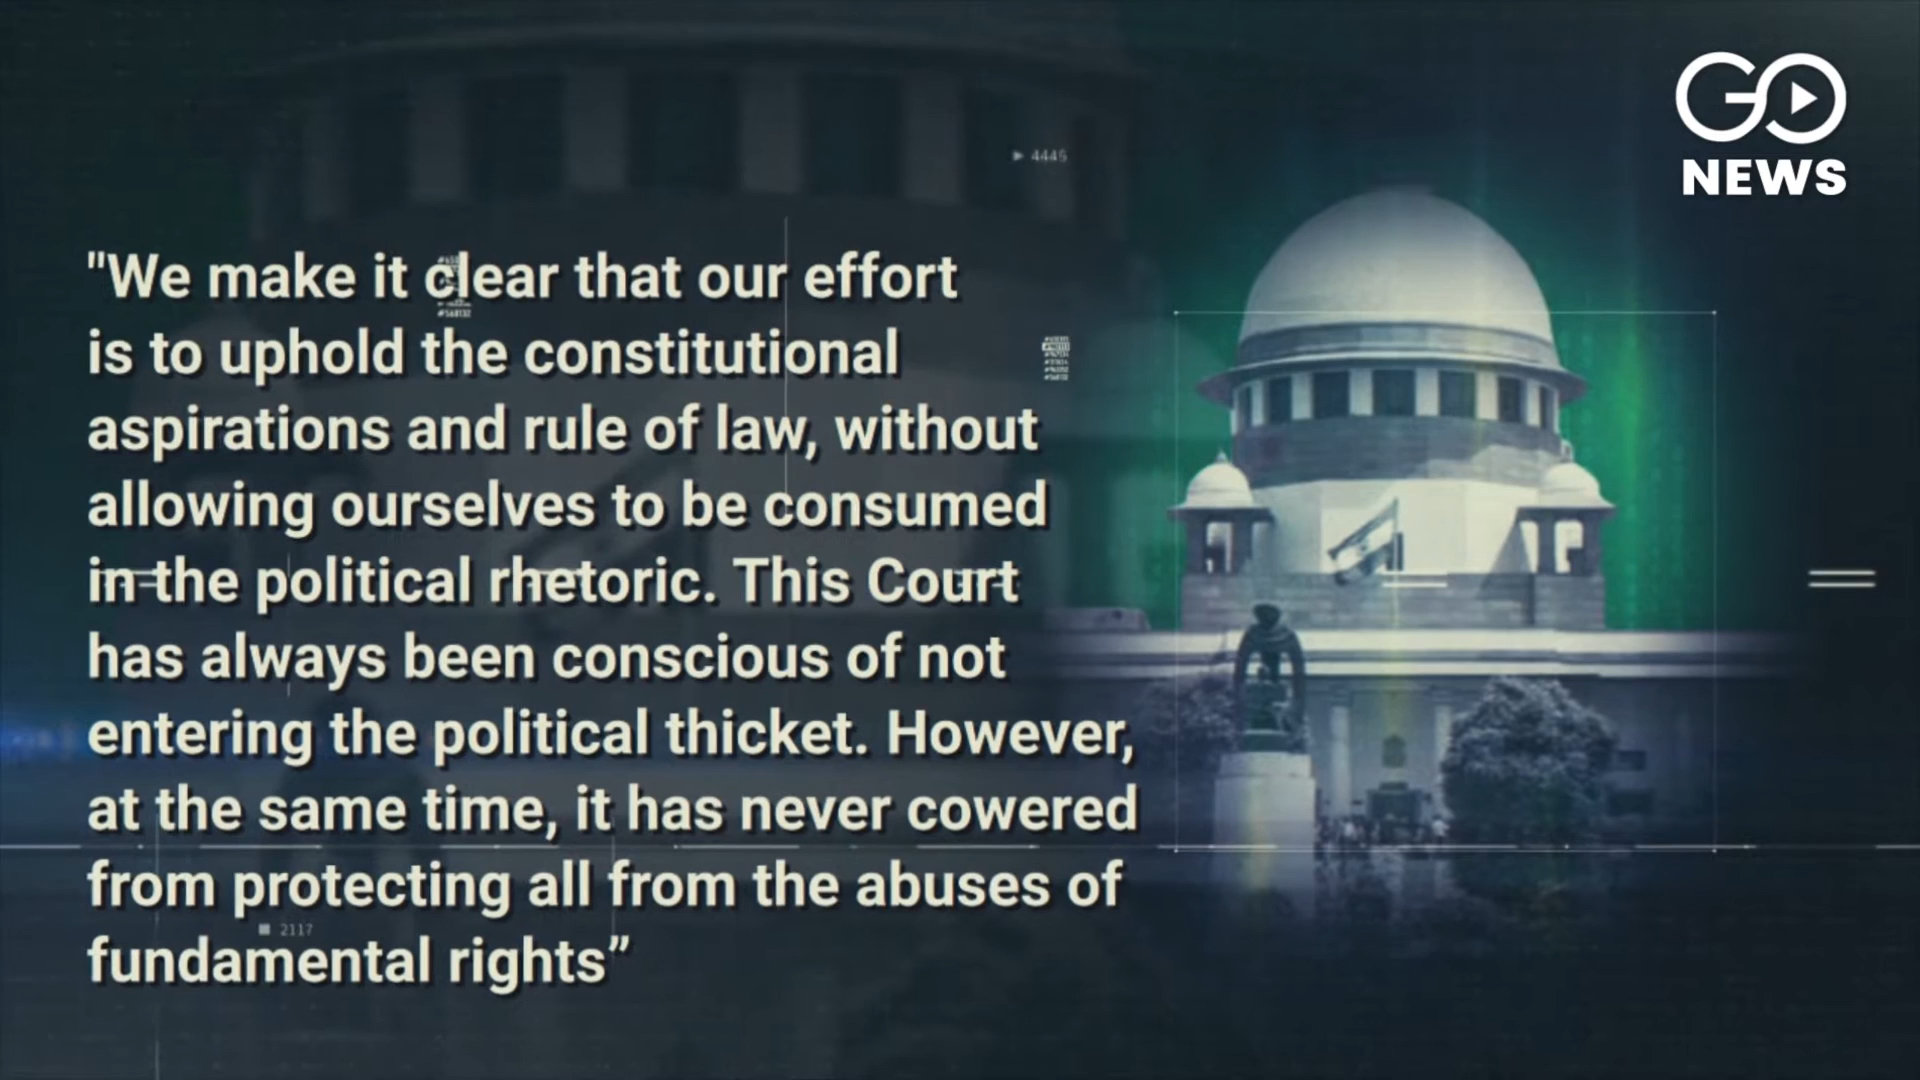 GO
NEWS
4445
"We make it clear that our effort
is to uphold the constitutional
aspirations and rule of law, without
allowing ourselves to be consumed
in the political rhetoric. This Court
has always been conscious of not
entering the political thicket. However,
at the same time, it has never cowered
from protecting all from the abuses of
2117
fundamental rights”